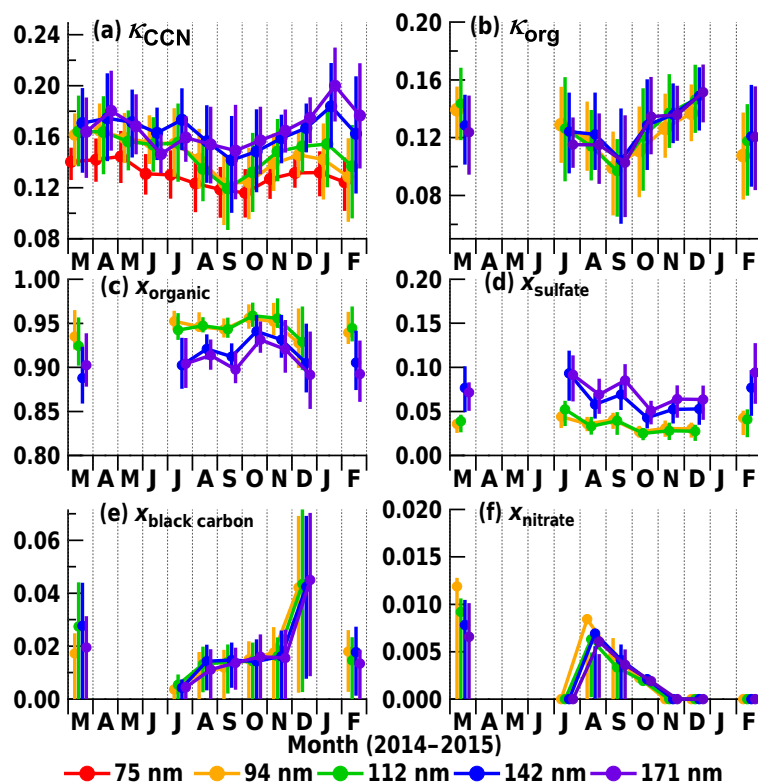 (a) κCCN
(b) κorg
0.24
0.20
0.16
0.12
0.08
0.20
0.16
0.12
0.08
M A M J J A S O N D J F
M A M J J A S O N D J F
(c) xorganic
(d) xsulfate
1.00
0.95
0.90
0.85
0.80
0.20
0.15
0.10
0.05
0.00
M A M J J A S O N D J F
M A M J J A S O N D J F
(e) xblack carbon
(f) xnitrate
0.06
0.04
0.02
0.00
0.020
0.015
0.010
0.005
0.000
M A M J J A S O N D J F
M A M J J A S O N D J F
Month (2014–2015)
75 nm 94 nm 112 nm 142 nm 171 nm